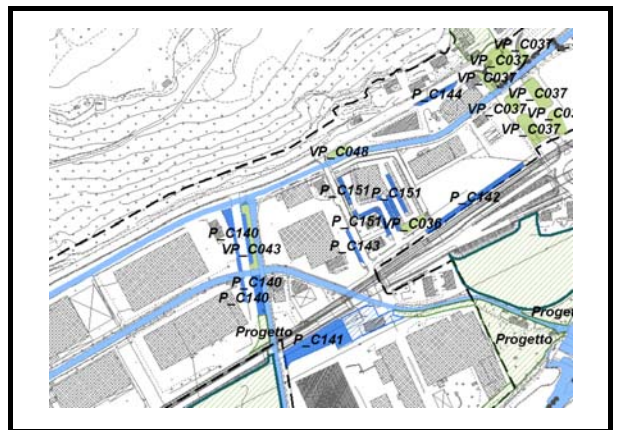 VP_C037
VP_C037
VP_C037
P_C144
VP_C037
VP_C037
VP_C037
VP_C048
P_C151
P_C151
P_C142
P_C151
VP_C036
P_C140
VP_C043
P_C143
P_C140
P_C140
Progetto
P_C141
Progetto